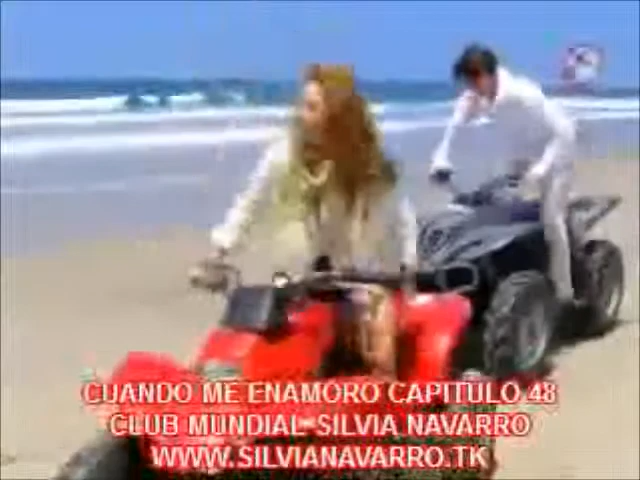 CUANDO ME ENAMORO CAPITULO 48
CLUB MUNDIAL SILVIA NAVARRO
WWW.SILVIANAVARRO.TK